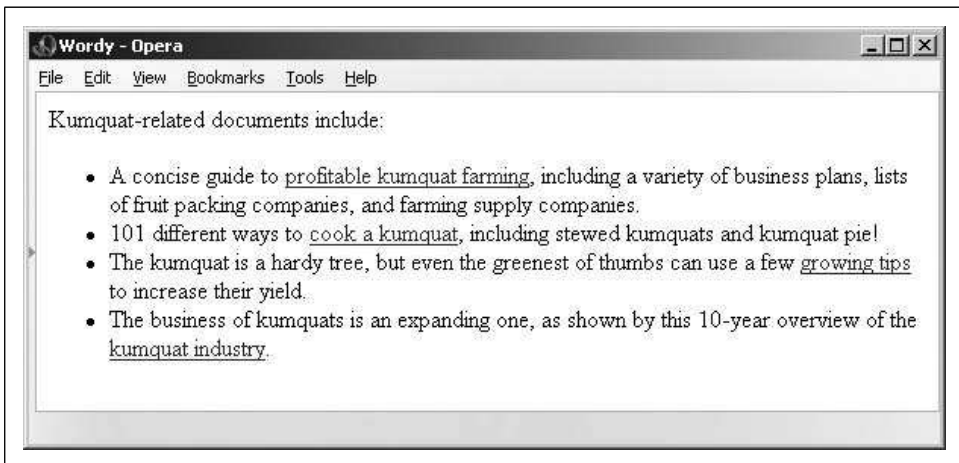 Wordy - Opera
File Edit View Bookmarks Tools Help
Kumquat-related documents include:
• A concise guide to profitable kumquat farming, including a variety of business plans, lists
of fruit packing companies, and farming supply companies.
• 101 different ways to cook a kumquat, including stewed kumquats and kumquat pie!
• The kumquat is a hardy tree, but even the greenest of thumbs can use a few growing tips
to increase their yield.
• The business of kumquats is an expanding one, as shown by this 10-year overview of the
kumquat industry.